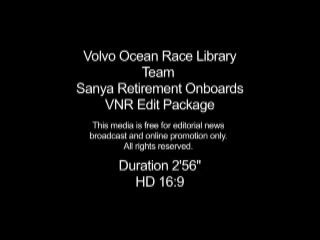 Volvo Ocean Race Library
Team
Sanya Retirement Onboards
VNR Edit Package
This media is free for editorial news
broadcast and online promotion only.
All rights reserved.
Duration 2'56"
HD 16:9